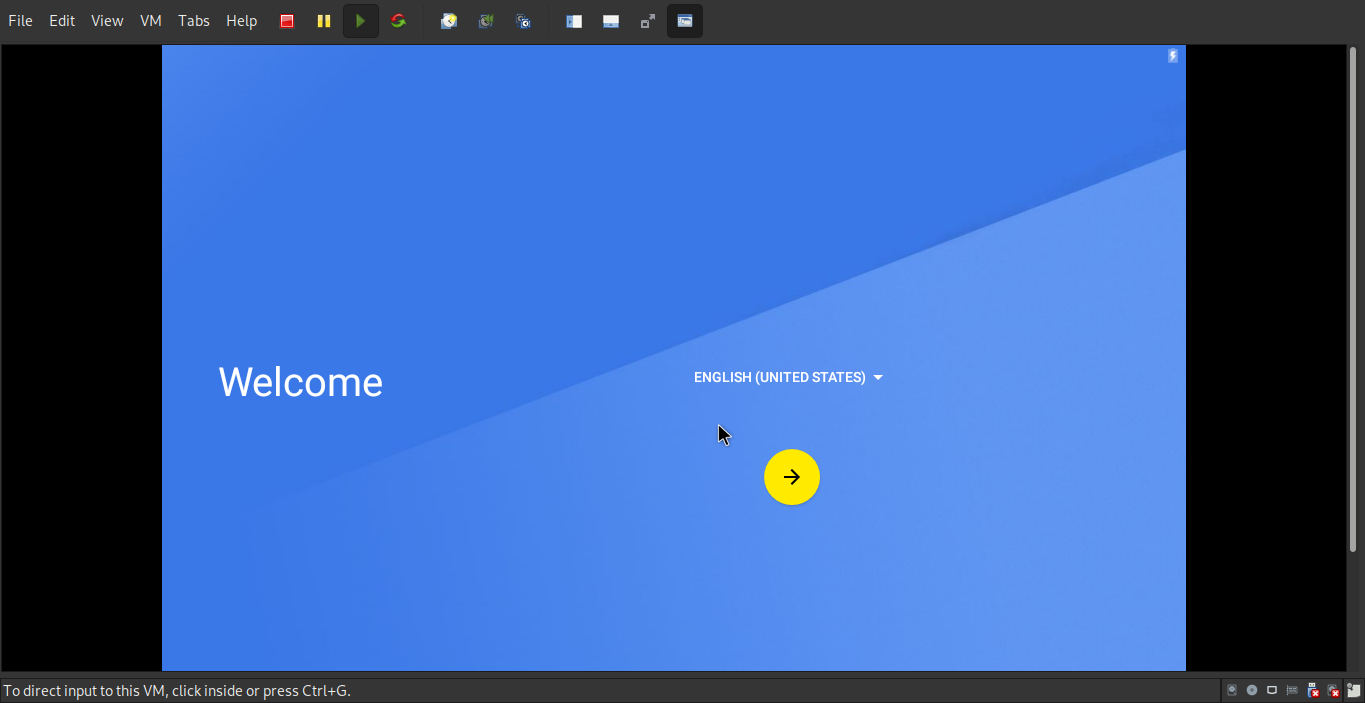 File Edit View VM Tabs Help
Welcome
ENGLISH (UNITED STATES)
To direct input to this VM, click inside or press Ctrl+G.